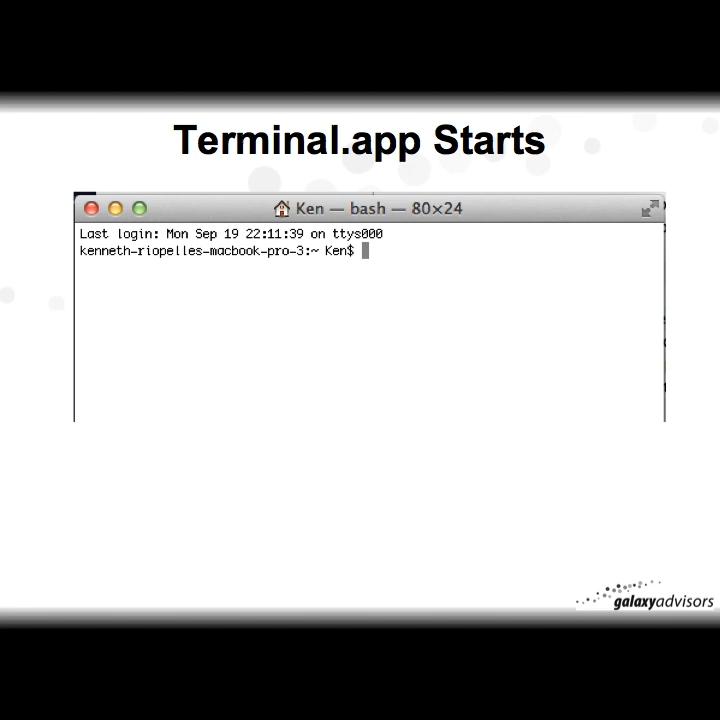 Terminal.app Starts
Ken — bash — 80×24
Last login: Mon Sep 19 22:11:39 on ttys000
kenneth-riopelles-macbook-pro-3:~ Ken$
galaxyadvisors